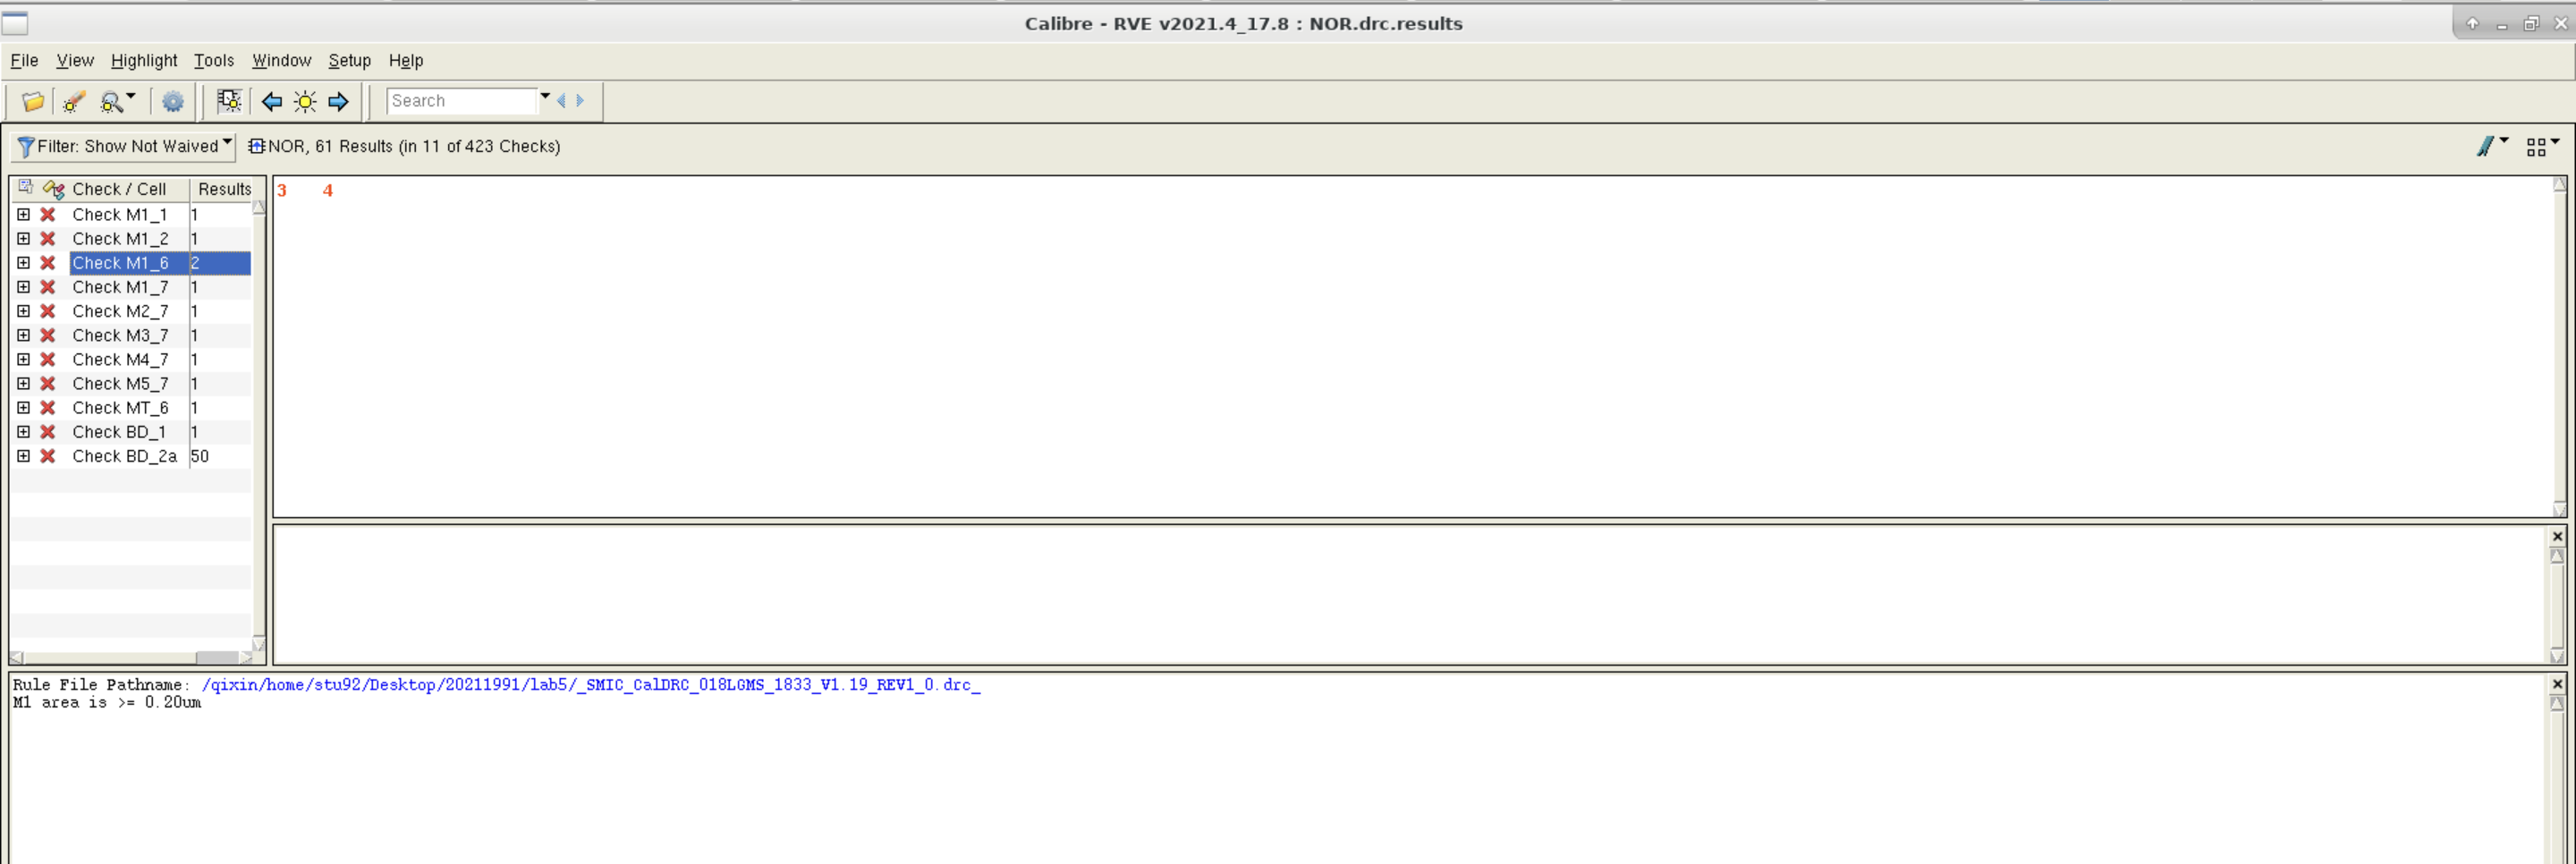 Calibre - RVE v2021.4_17.8 : NOR.drc.results
File View Highlight Tools Window Setup Help
Search
Filter: Show Not Waived NOR, 61 Results (in 11 of 423 Checks)
Check / Cell Results
Check M1_1 1
Check M1_2 1
Check M1_6 2
Check M1_7 1
Check M2_7 1
Check M3_7 1
Check M4_7 1
Check M5_7 1
Check MT_6 1
Check BD_1 1
Check BD_2a 50
3 4
Rule File Pathname: /qixin/home/stu92/Desktop/20211991/lab5/_SMIC_CalDRC_018LGMS_1833_V1.19_REV1_0.drc_
M1 area is >= 0.20um